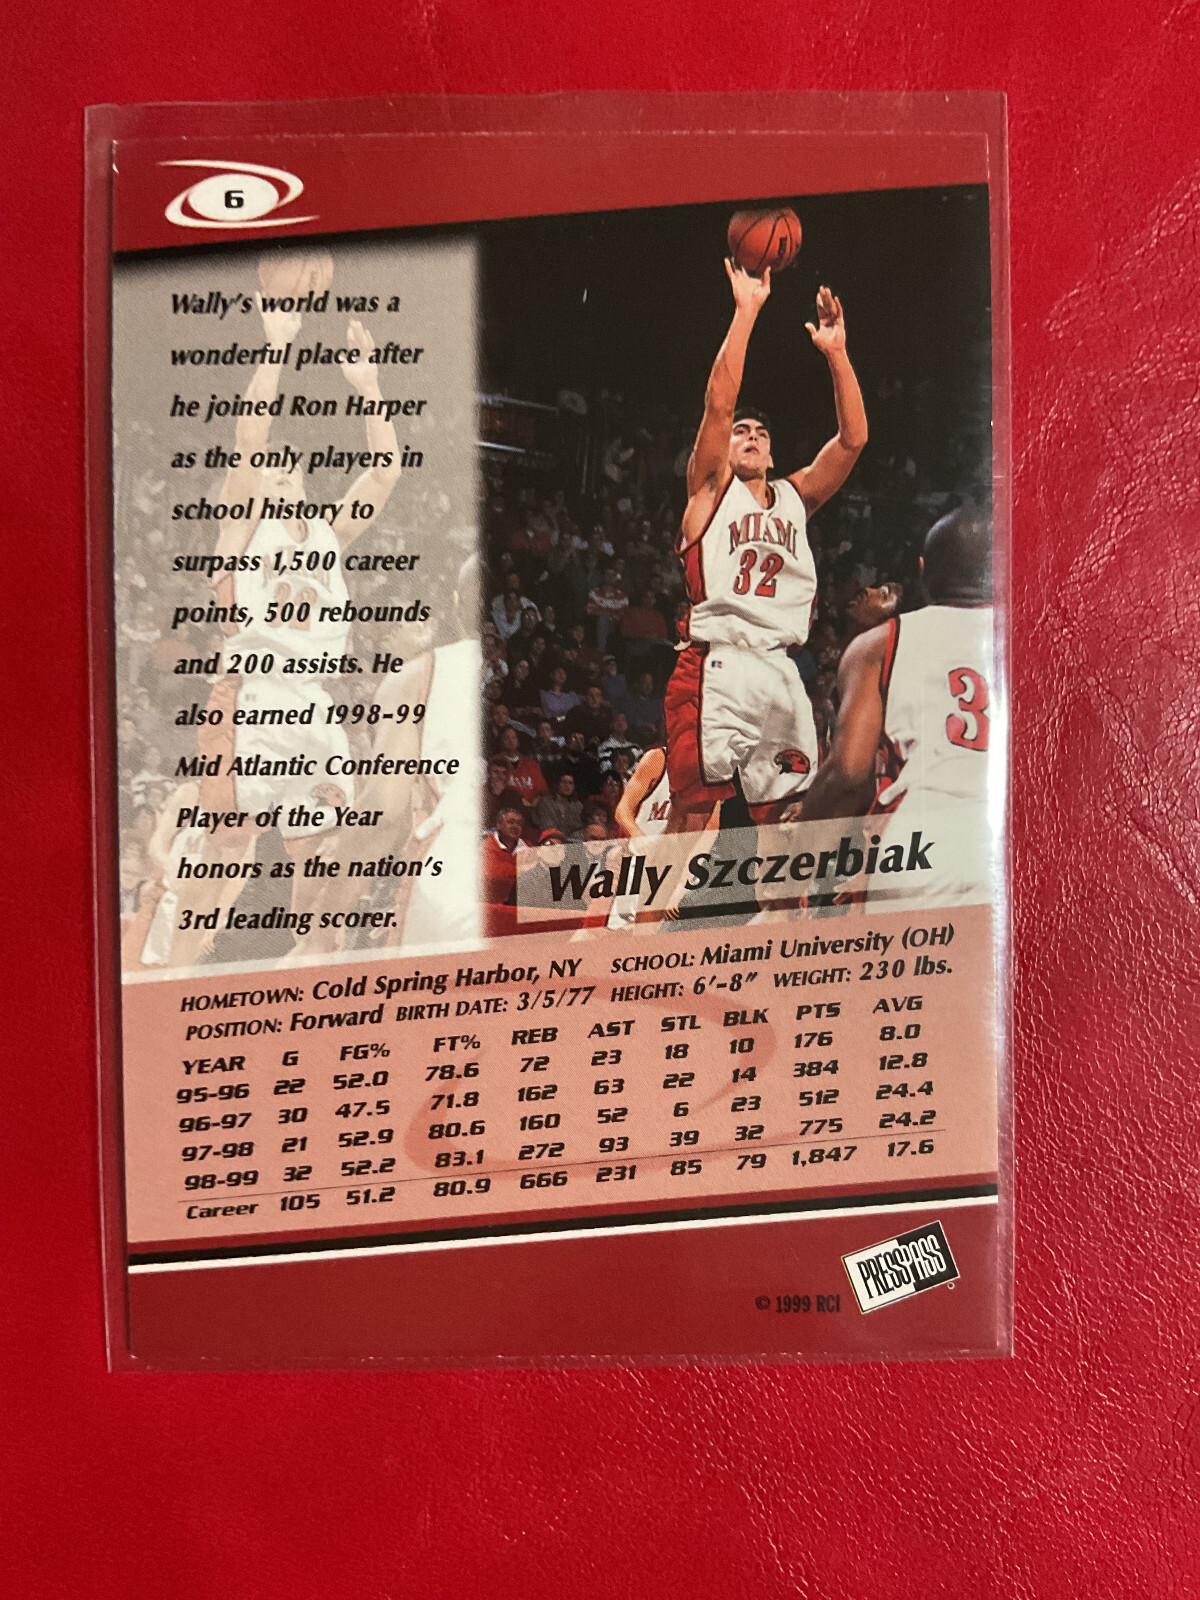 6
Wally's world was a
wonderful place after
he joined Ron Harper
as the only players in
school history to
surpass 1,500 career
points, 500 rebounds
and 200 assists. He
also earned 1998-99
Mid Atlantic Conference
Player of the Year
honors as the nation's
3rd leading scorer.
MIAMI
32
3
M
Wally Szczerbiak
HOMETOWN: Cold Spring Harbor, NY SCHOOL: Miami University (OH)
POSITION: Forward BIRTH DATE: 3/5/77 HEIGHT: 6'-8" WEIGHT: 230 lbs.
YEAR G FG% FT% REB AST STL BLK PTS AVG
95-96 22 52.0 78.6 72 23 18 10 176 8.0
96-97 30 47.5 71.8 162 63 22 14 384 12.8
97-98 21 52.9 80.6 160 52 6 23 512 24.4
98-99 32 52.2 83.1 272 93 39 32 775 24.2
Career 105 51.2 80.9 666 231 85 79 1,847 17.6
© 1999 RCI
PRESS PASS